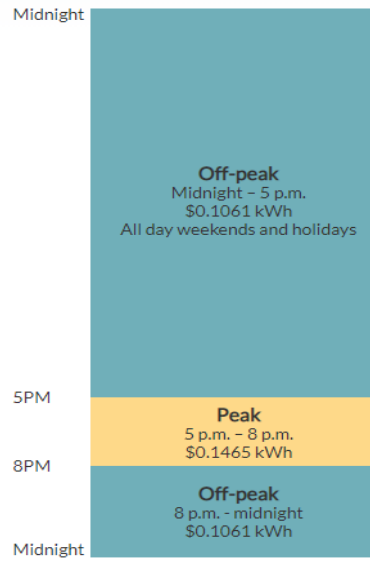 Midnight
Off-peak
Midnight – 5 p.m.
$0.1061 kWh
All day weekends and holidays
5PM
Peak
5 p.m. – 8 p.m.
$0.1465 kWh
8PM
Off-peak
8 p.m. - midnight
$0.1061 kWh
Midnight